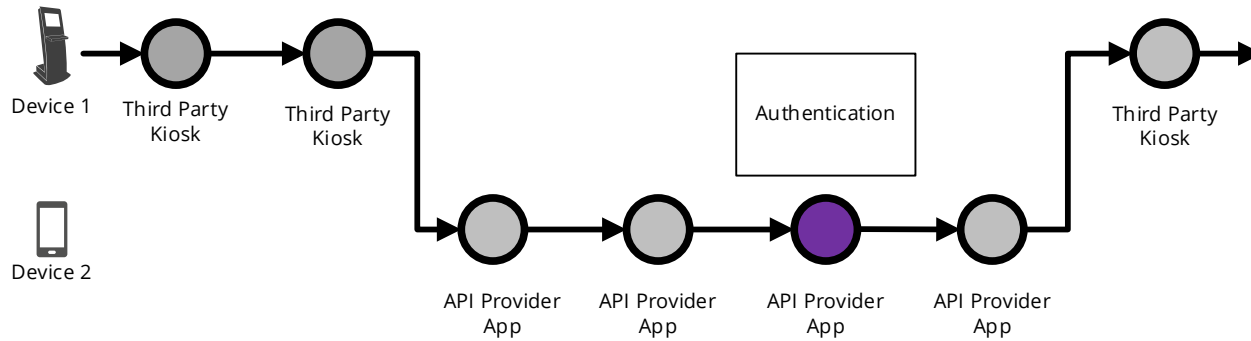 Device 1
Third Party
Kiosk
Third Party
Kiosk
Authentication
Third Party
Kiosk
Device 2
API Provider
App
API Provider
App
API Provider
App
API Provider
App